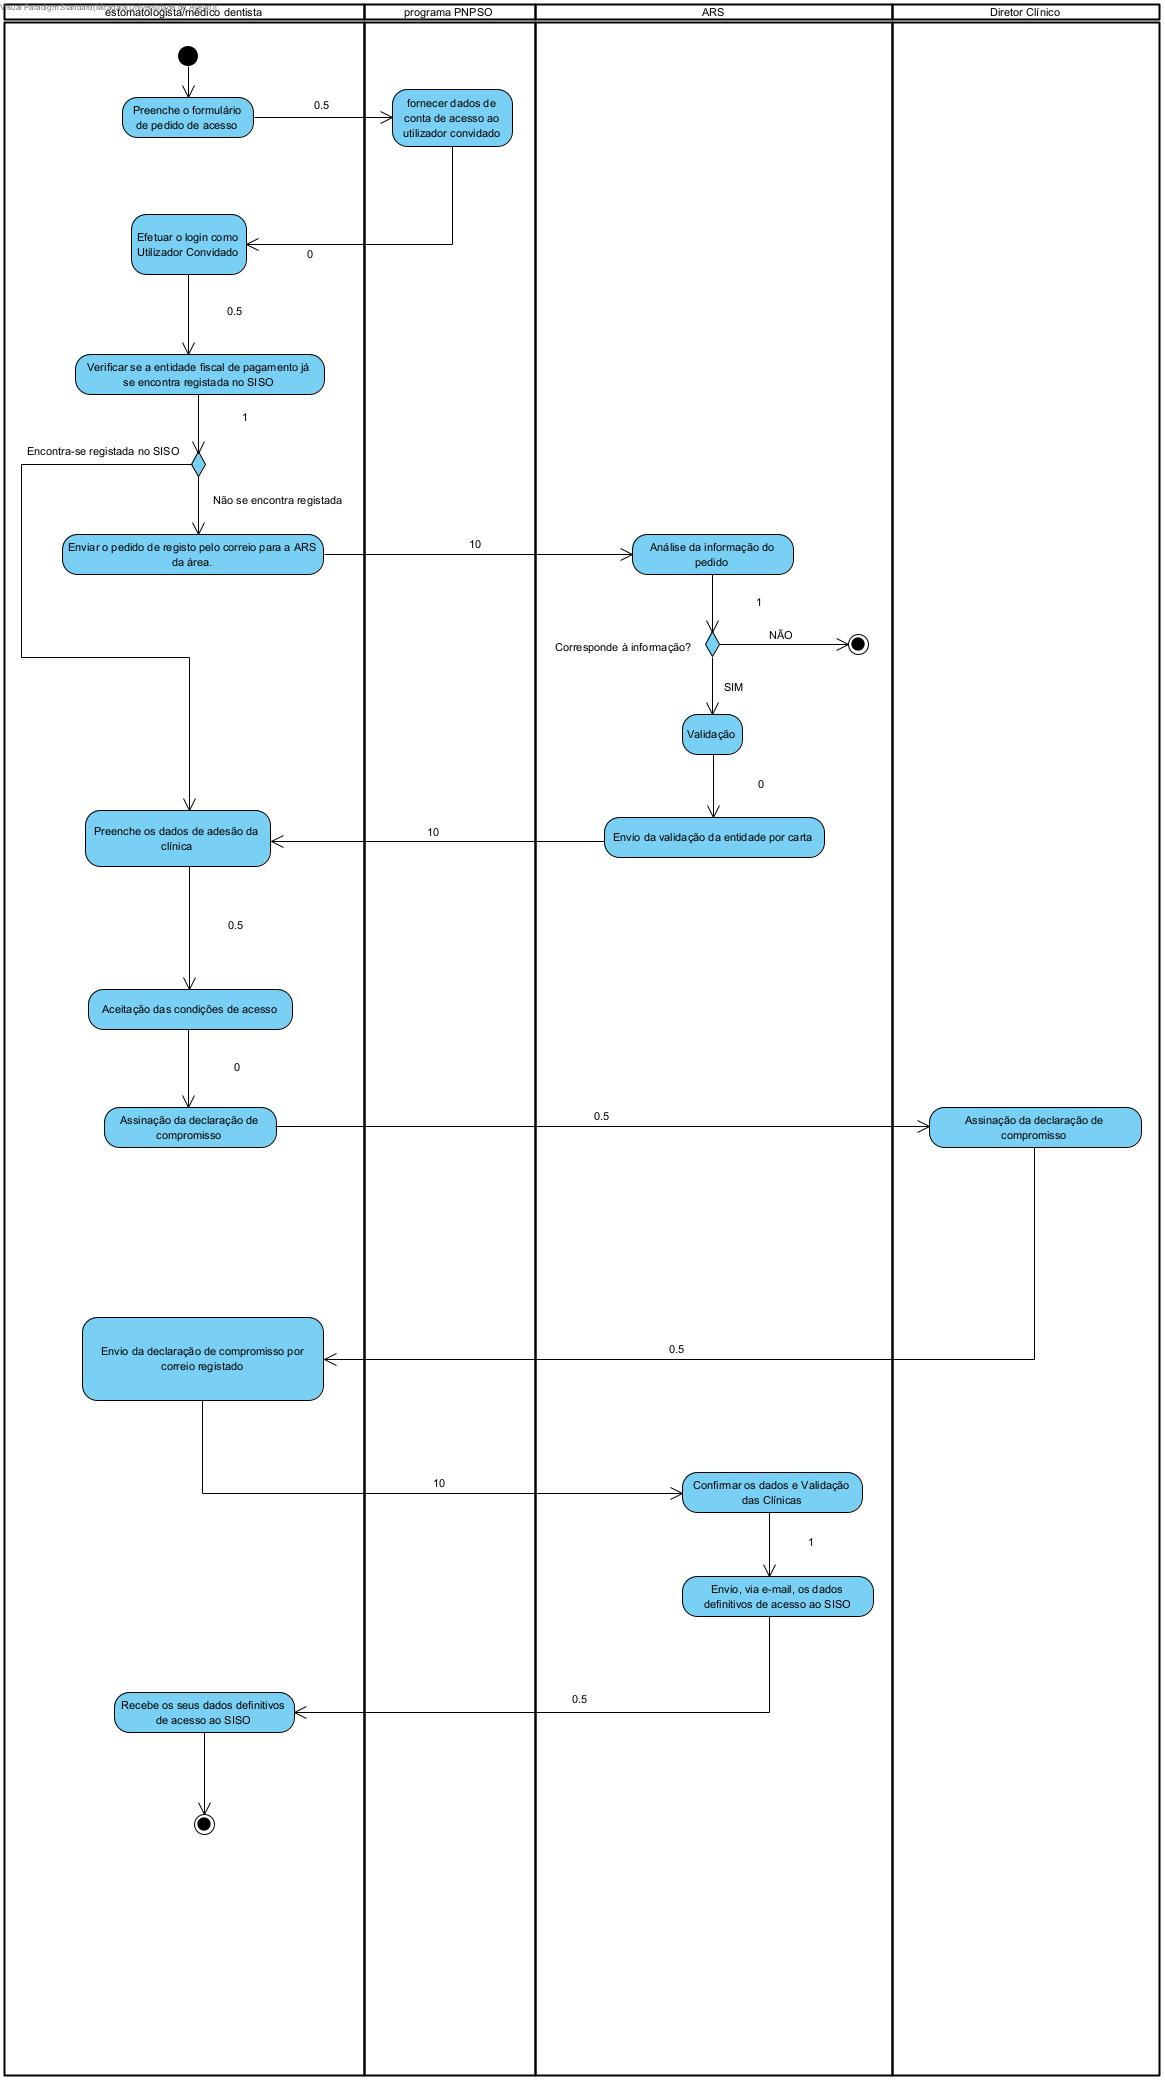 estomatologista/médico dentista
programa PNPSO
ARS
Diretor Clínico
Preenche o formulário
de pedido de acesso
0.5
fornecer dados de
conta de acesso ao
utilizador convidado
Efetuar o login como
Utilizador Convidado
0
0.5
Verificar se a entidade fiscal de pagamento já
se encontra registada no SISO
1
Encontra-se registada no SISO
Não se encontra registada
Enviar o pedido de registo pelo correio para a ARS
da área.
10
Análise da informação do
pedido
1
Corresponde à informação?
NÃO
SIM
Validação
0
Preenche os dados de adesão da
clínica
10
Envio da validação da entidade por carta
0.5
Aceitação das condições de acesso
0
Assinação da declaração de
compromisso
0.5
Assinação da declaração de
compromisso
Envio da declaração de compromisso por
correio registado
0.5
10
Confirmar os dados e Validação
das Clínicas
1
Envio, via e-mail, os dados
definitivos de acesso ao SISO
Recebe os seus dados definitivos
de acesso ao SISO
0.5